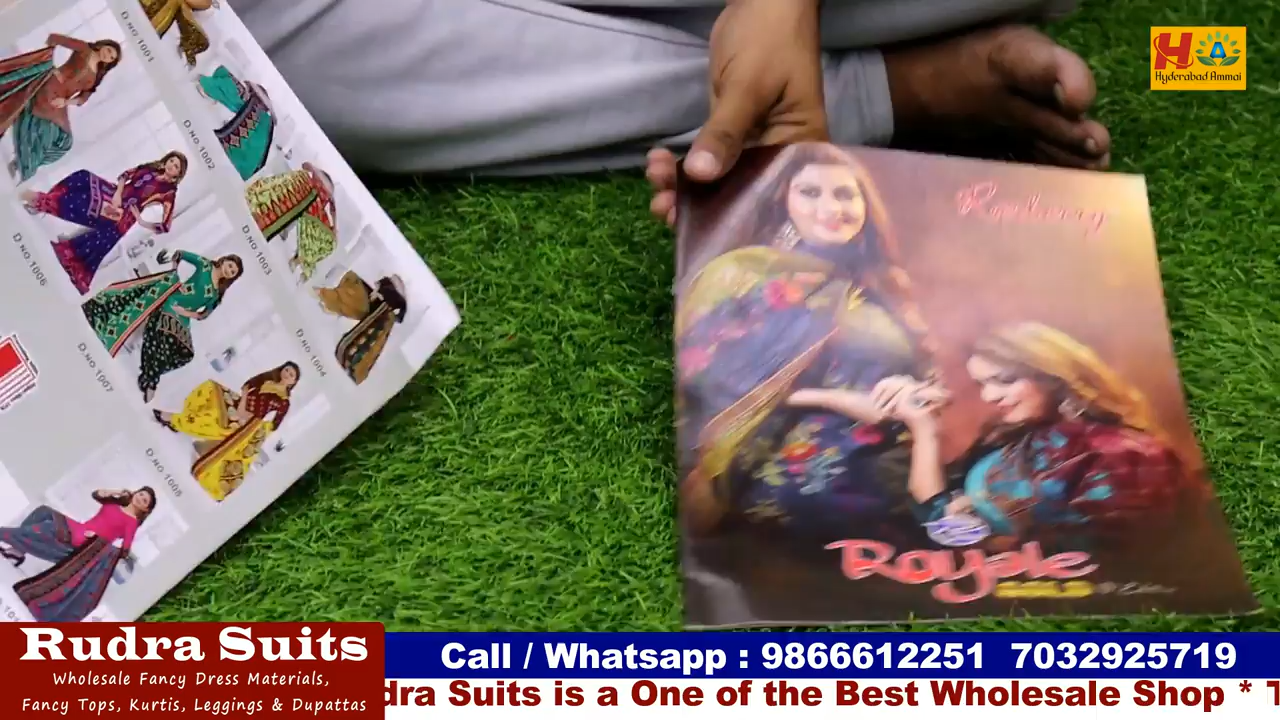 D.NO.1001
D.NO.1002
D.NO.1003
D.NO.1004
D.NO.1006
D.NO.1007
D.NO.1008
H A
Hyderabad Ammai
Royale
Rudra Suits
Wholesale Fancy Dress Materials,
Fancy Tops, Kurtis, Leggings & Dupattas
Call / Whatsapp : 9866612251 7032925719
dra Suits is a One of the Best Wholesale Shop * T